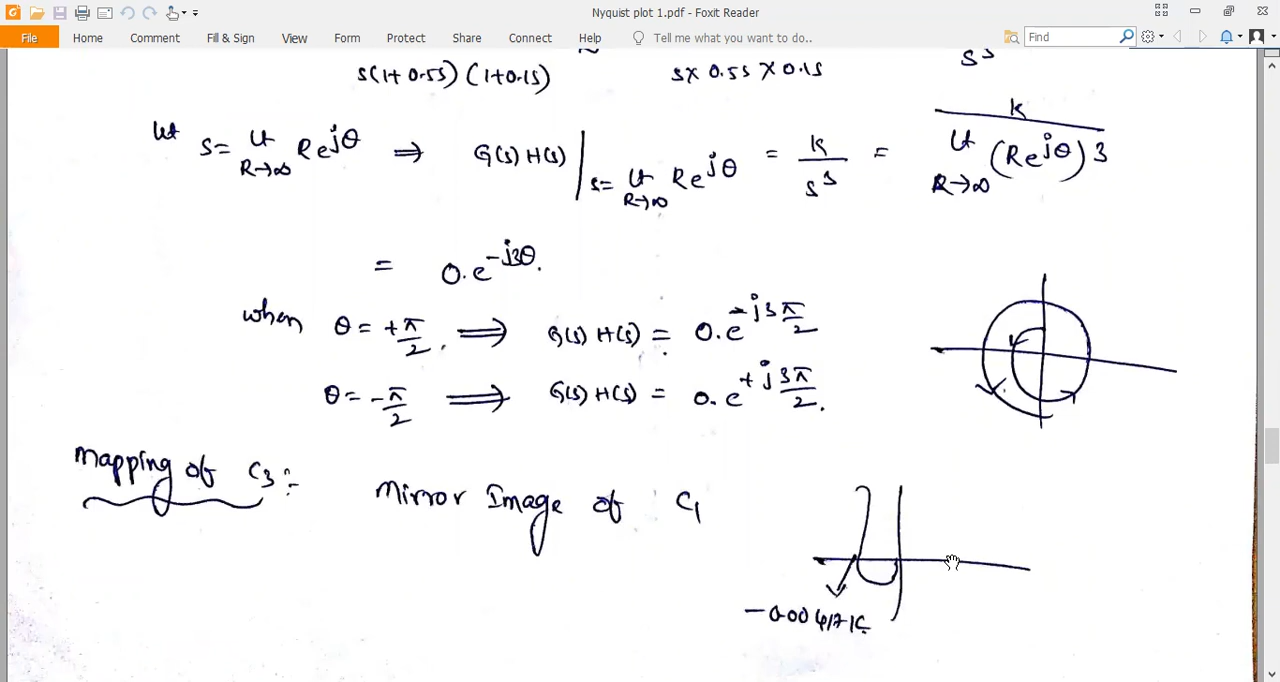 Nyquist plot 1.pdf - Foxit Reader
File Home Comment Fill & Sign View Form Protect Share Connect Help Tell me what you want to do.. Find
s(1+0.5s)(1+0.1s) ~ s x 0.5s x 0.1s s³
let s = Lt R→∞ Re^jθ ⇒ G(s)H(s) | s = Lt R→∞ Re^jθ = k/s³ = k / Lt R→∞ (Re^jθ)³
= 0.e^-j3θ.
when θ = +π/2. ⇒ G(s)H(s) = 0.e^-j3π/2
θ = -π/2 ⇒ G(s)H(s) = 0.e^+j3π/2.
Mapping of C3 :-
Mirror Image of C1